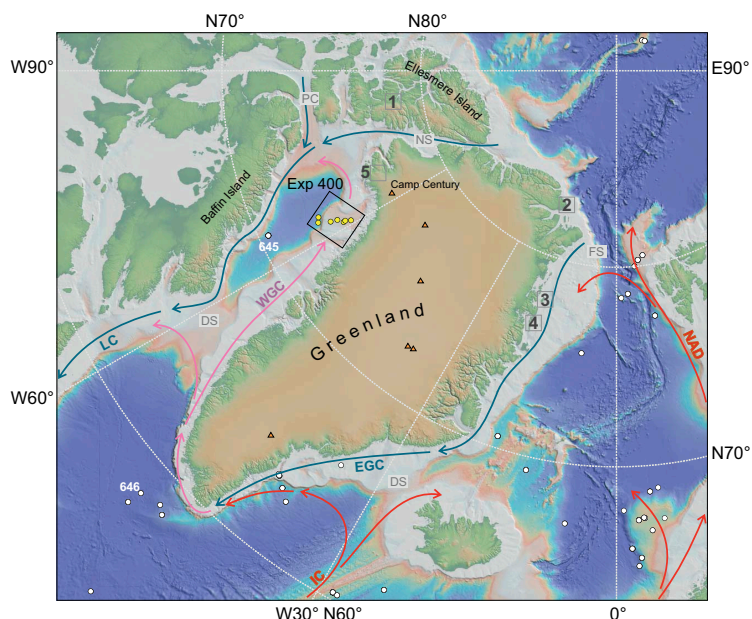 N70° N80°
W90° E90°
Ellesmere Island
PC
1
NS
Exp 400
5
Camp Century
Baffin Island
2
645
FS
WGC
3
DS
4
Greenland
LC
NAD
W60°
N70°
EGC
DS
646
IC
W30° N60° 0°